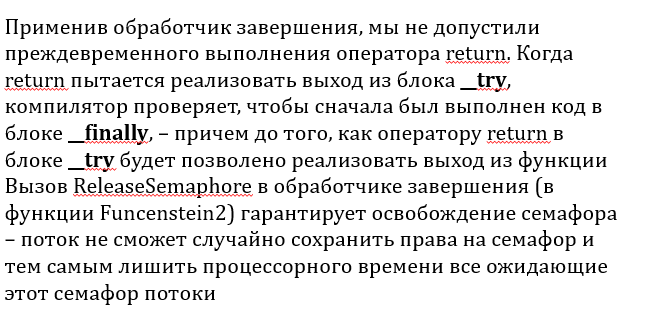 Применив обработчик завершения, мы не допустили
преждевременного выполнения оператора return. Когда
return пытается реализовать выход из блока __try,
компилятор проверяет, чтобы сначала был выполнен код в
блоке __finally, – причем до того, как оператору return в
блоке __try будет позволено реализовать выход из функции
Вызов ReleaseSemaphore в обработчике завершения (в
функции Funcenstein2) гарантирует освобождение семафора
– поток не сможет случайно сохранить права на семафор и
тем самым лишить процессорного времени все ожидающие
этот семафор потоки